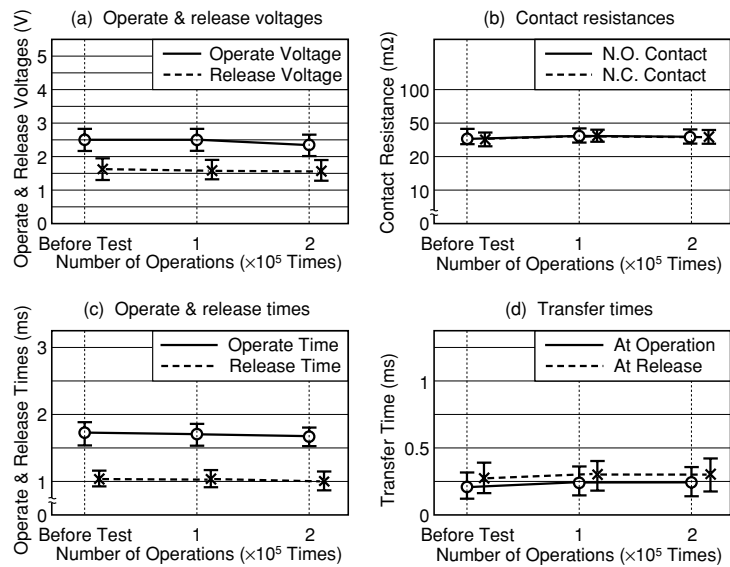 (a) Operate & release voltages
Operate & Release Voltages (V)
5
4
3
2
1
0
Operate Voltage
Release Voltage
Before Test 1 2
Number of Operations (×10⁵ Times)
(b) Contact resistances
Contact Resistance (mΩ)
100
50
20
10
0
N.O. Contact
N.C. Contact
Before Test 1 2
Number of Operations (×10⁵ Times)
(c) Operate & release times
Operate & Release Times (ms)
3
2
1
0
Operate Time
Release Time
Before Test 1 2
Number of Operations (×10⁵ Times)
(d) Transfer times
Transfer Time (ms)
1
0.5
0
At Operation
At Release
Before Test 1 2
Number of Operations (×10⁵ Times)